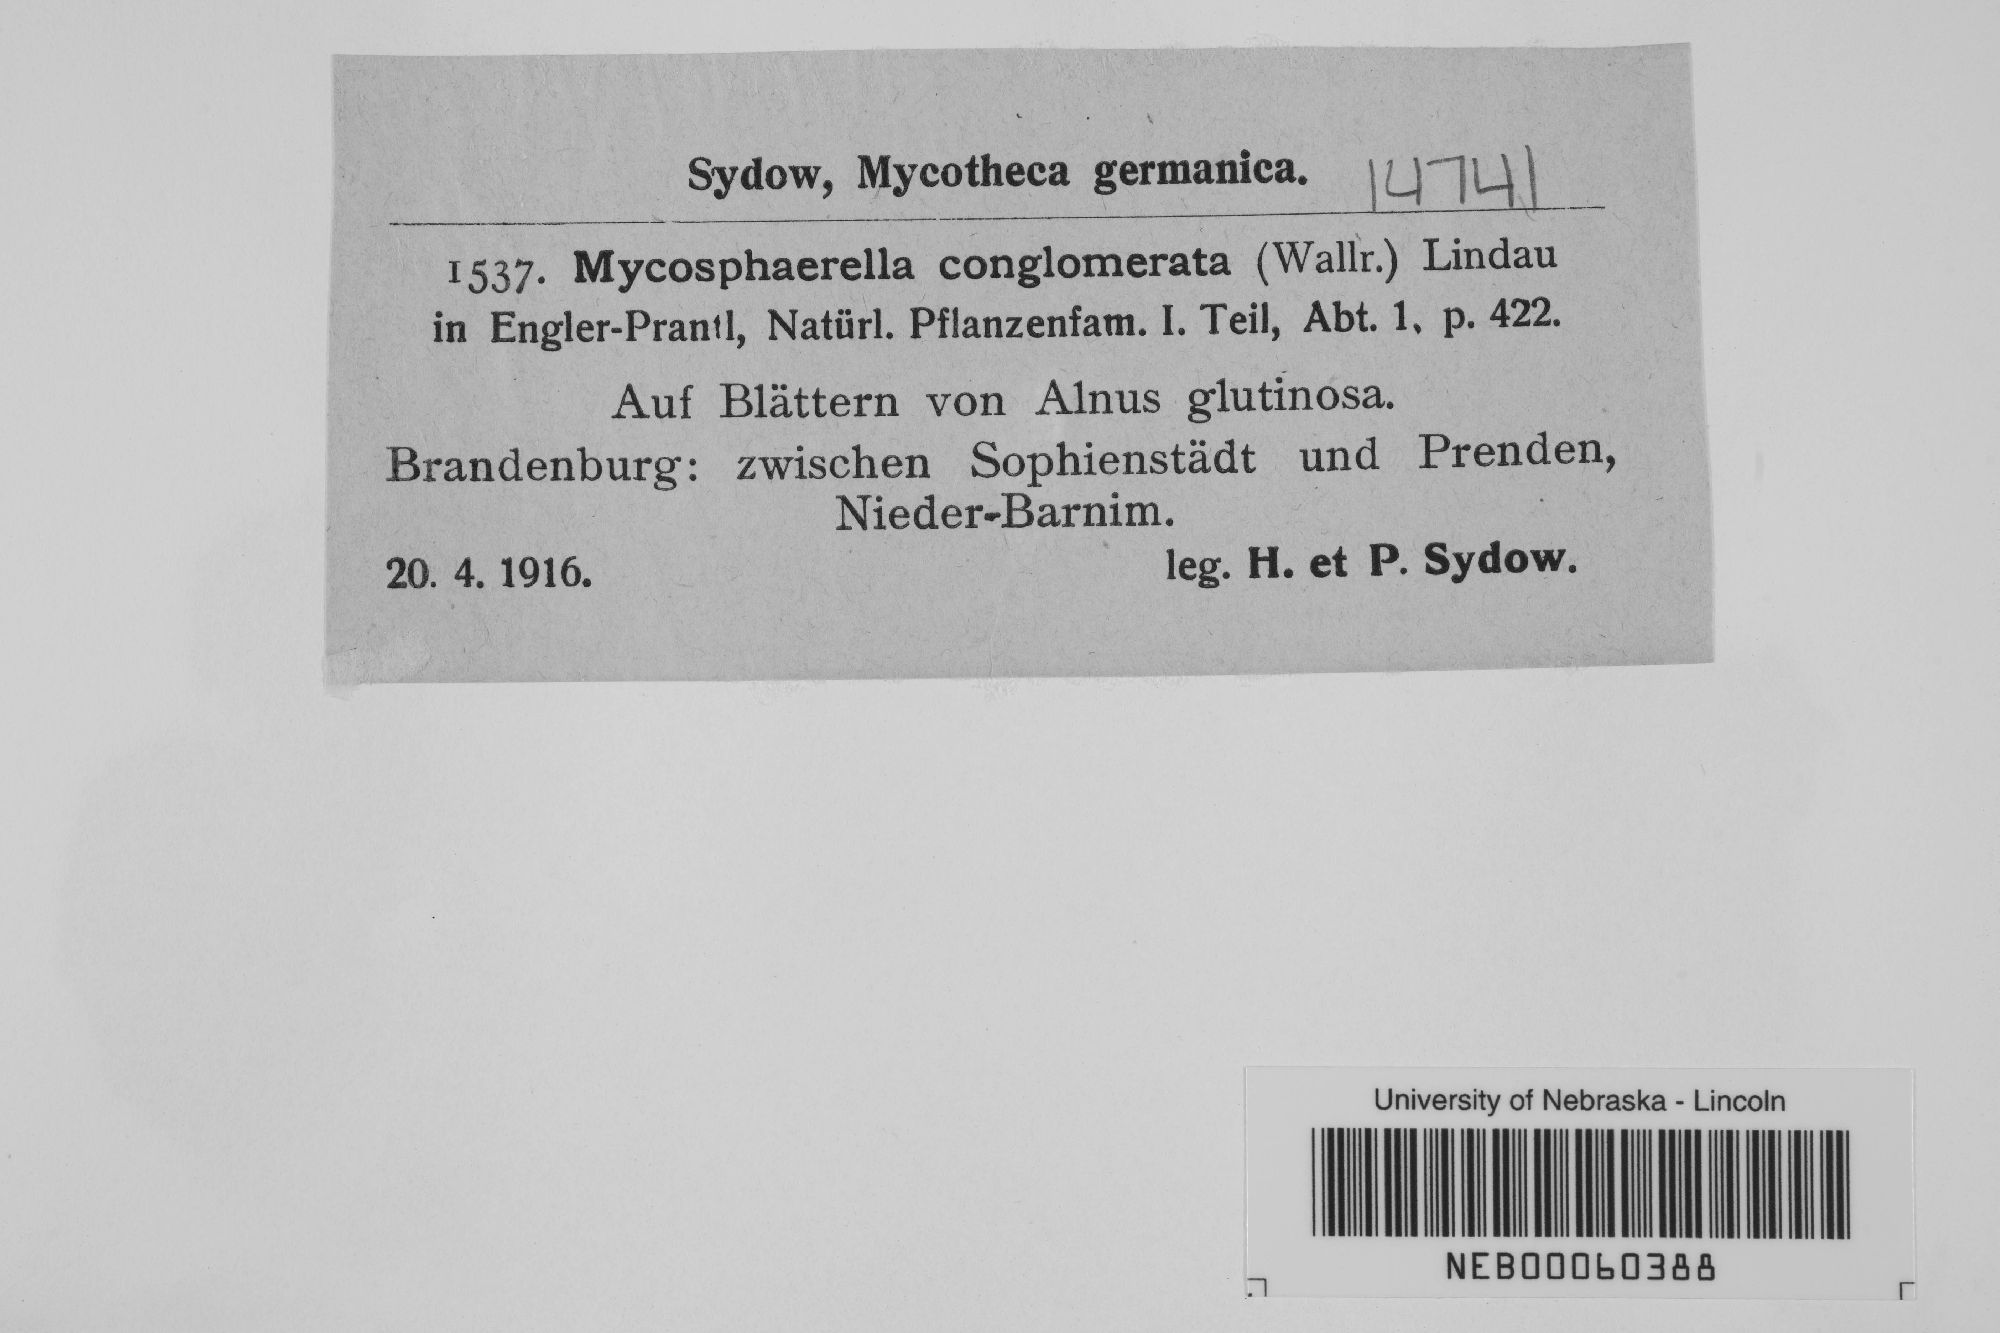 Sydow, Mycotheca germanica. 14741
1537. Mycosphaerella conglomerata (Wallr.) Lindau
in Engler-Prantl, Natürl. Pflanzenfam. I. Teil, Abt. 1, p. 422.
Auf Blättern von Alnus glutinosa.
Brandenburg: zwischen Sophienstädt und Prenden,
Nieder-Barnim.
20. 4. 1916. leg. H. et P. Sydow.
University of Nebraska - Lincoln
NEB00060388